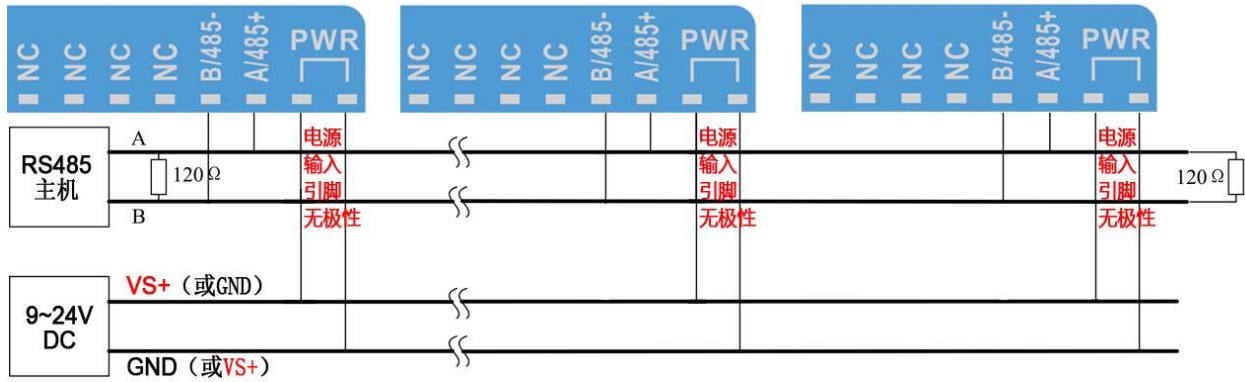 NC NC NC NC B/485- A/485+ PWR
NC NC NC NC B/485- A/485+ PWR
NC NC NC NC B/485- A/485+ PWR
RS485
主机
A
120Ω
B
电源
输入
引脚
无极性
电源
输入
引脚
无极性
电源
输入
引脚
无极性
120Ω
9~24V
DC
VS+（或GND）
GND（或VS+）